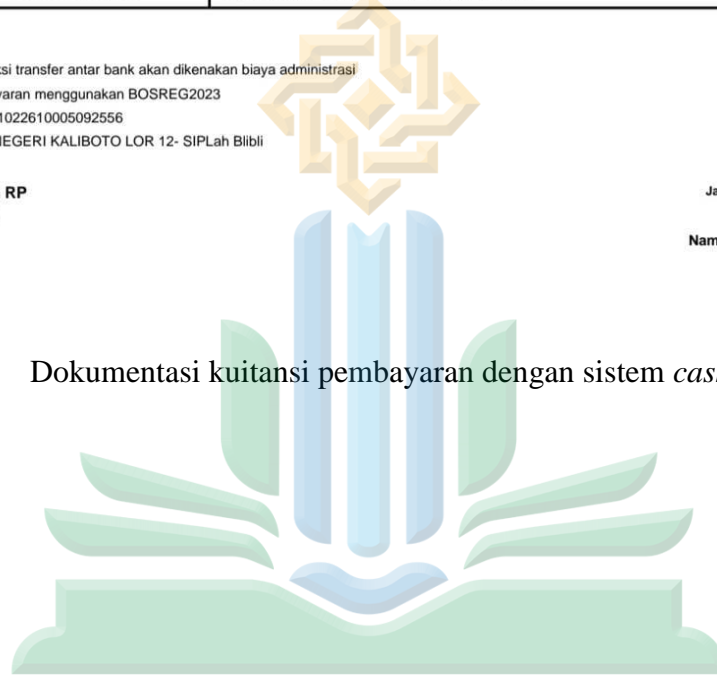 si transfer antar bank akan dikenakan biaya administrasi
aran menggunakan BOSREG2023
1022610005092556
NEGERI KALIBOTO LOR 12- SIPLah Blibli
RP
Ja
Nam
Dokumentasi kuitansi pembayaran dengan sistem cas